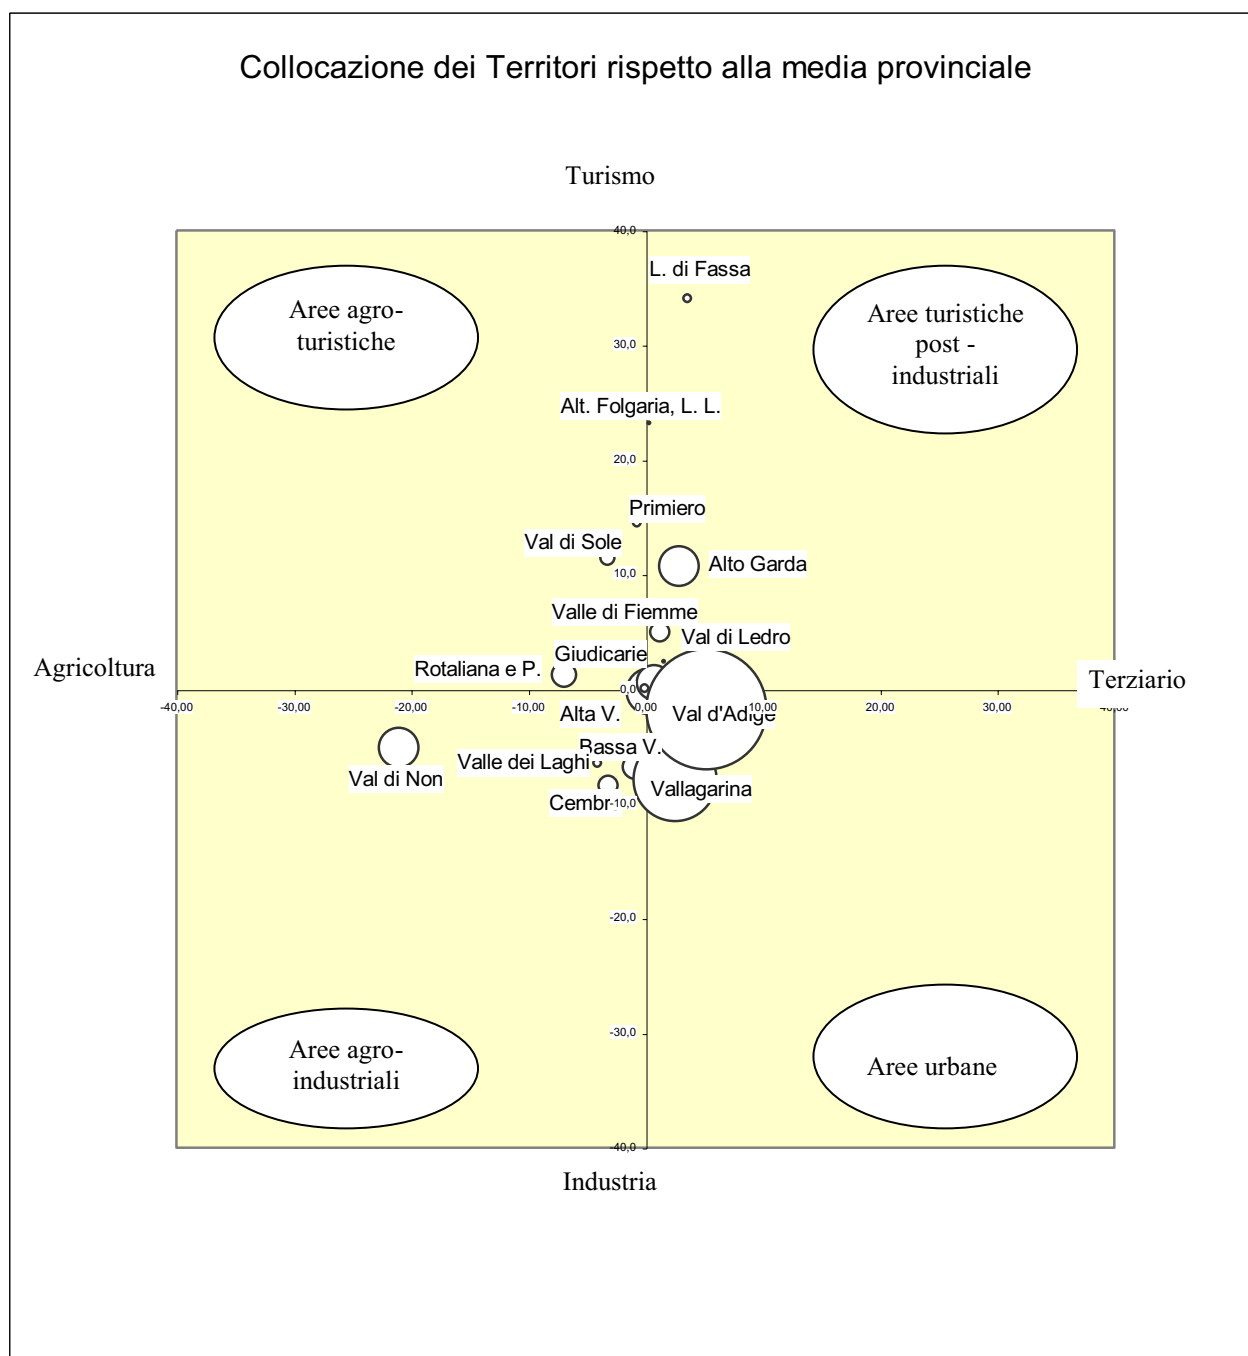 Collocazione dei Territori rispetto alla media provinciale
Turismo
40,0
L. di Fassa
Aree agro-
turistiche
Aree turistiche
post -
industriali
30,0
Alt. Folgaria, L. L.
20,0
Primiero
Val di Sole
10,0
Alto Garda
Valle di Fiemme
Val di Ledro
Giudicarie
Agricoltura
Rotaliana e P.
Terziario
0,0
-40,00
-30,00
-20,00
-10,00
0,00
10,00
20,00
30,00
40,00
Alta V.
Val d'Adige
Bassa V.
Valle dei Laghi
Val di Non
Vallagarina
-10,0
-20,0
-30,0
Aree agro-
industriali
Aree urbane
-40,0
Industria